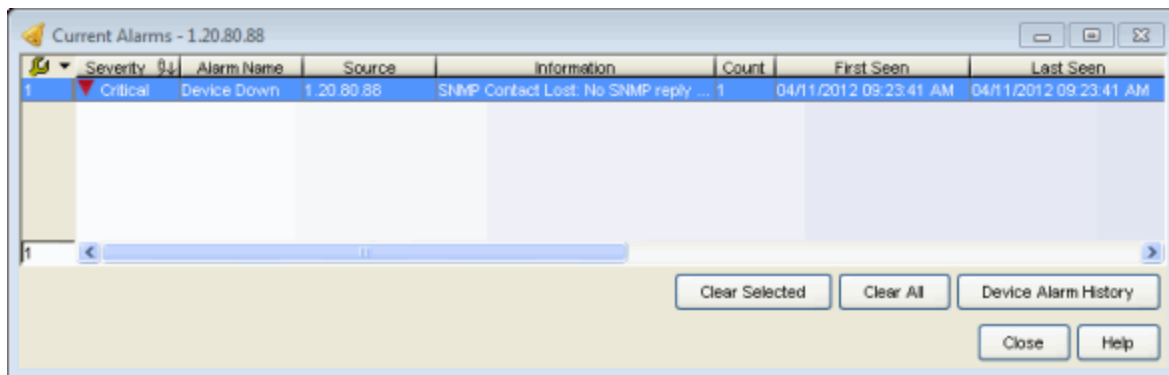 Current Alarms - 1.20.80.88
Severity Alarm Name Source Information Count First Seen Last Seen
1 Critical Device Down 1.20.80.88 SNMP Contact Lost: No SNMP reply ... 1 04/11/2012 09:23:41 AM 04/11/2012 09:23:41 AM
1
Clear Selected Clear All Device Alarm History
Close Help